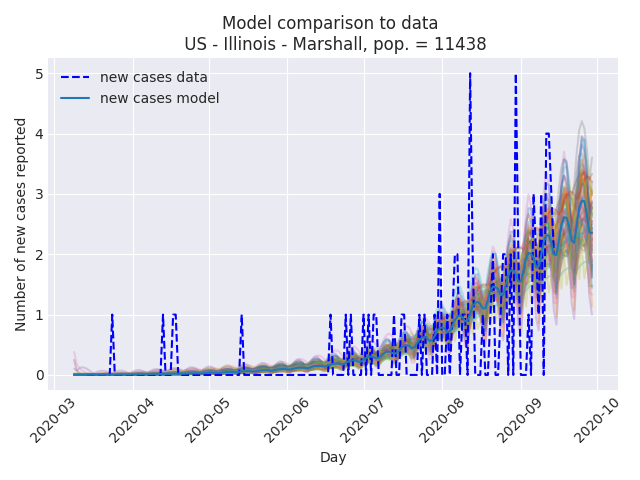 Model comparison to data
US - Illinois - Marshall, pop. = 11438
new cases data
new cases model
Number of new cases reported
5
4
3
2
1
0
2020-03
2020-04
2020-05
2020-06
2020-07
2020-08
2020-09
2020-10
Day